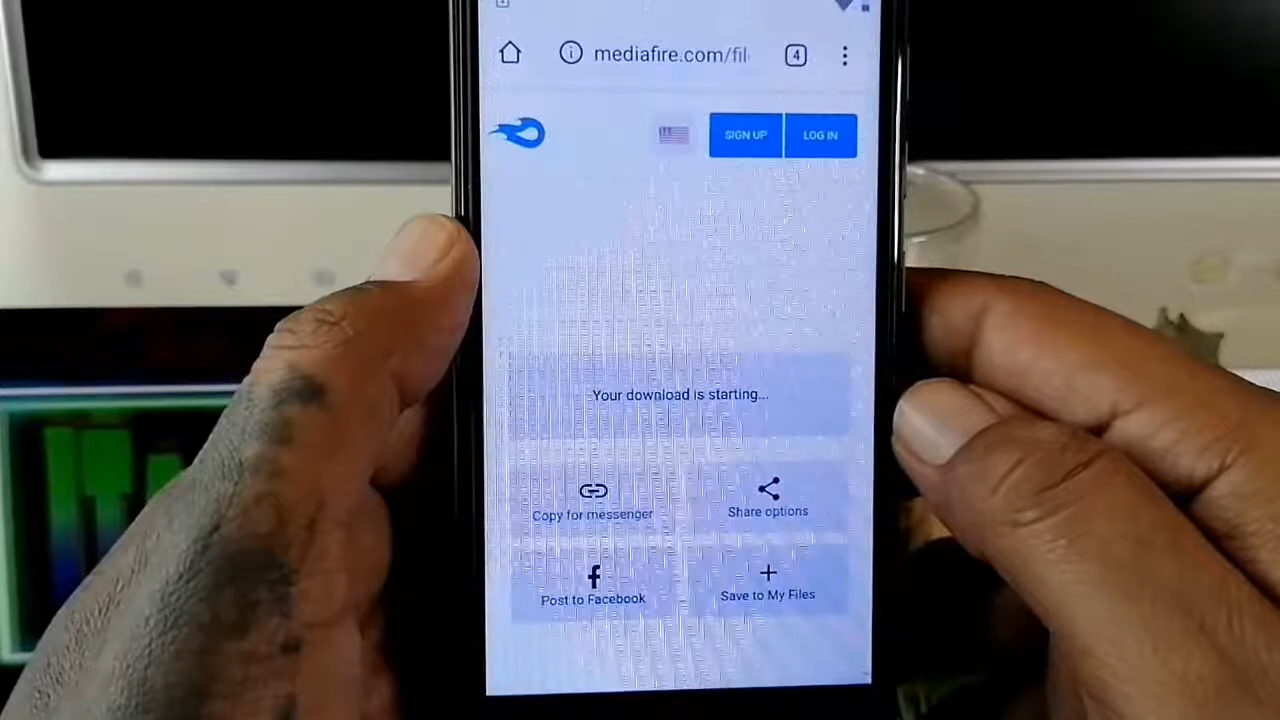 mediafire.com/fil
4
SIGN UP
LOG IN
Your download is starting...
Copy for messenger
Share options
Post to Facebook
Save to My Files